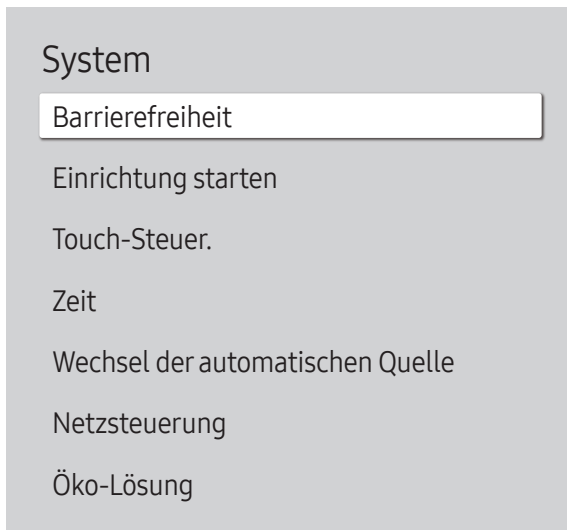 System
Barrierefreiheit
Einrichtung starten
Touch-Steuer.
Zeit
Wechsel der automatischen Quelle
Netzsteuerung
Öko-Lösung